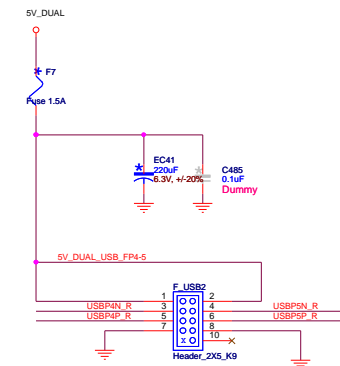 5V_DUAL
F7
Fuse 1.5A
EC41
220uF
6.3V, +/-20%
C485
0.1uF
Dummy
5V_DUAL_USB_FP4-5
F_USB2
1 2
USBP4N_R 3 4 USBP5N_R
USBP4P_R 5 6 USBP5P_R
7 8
x 10
Header_2X5_K9